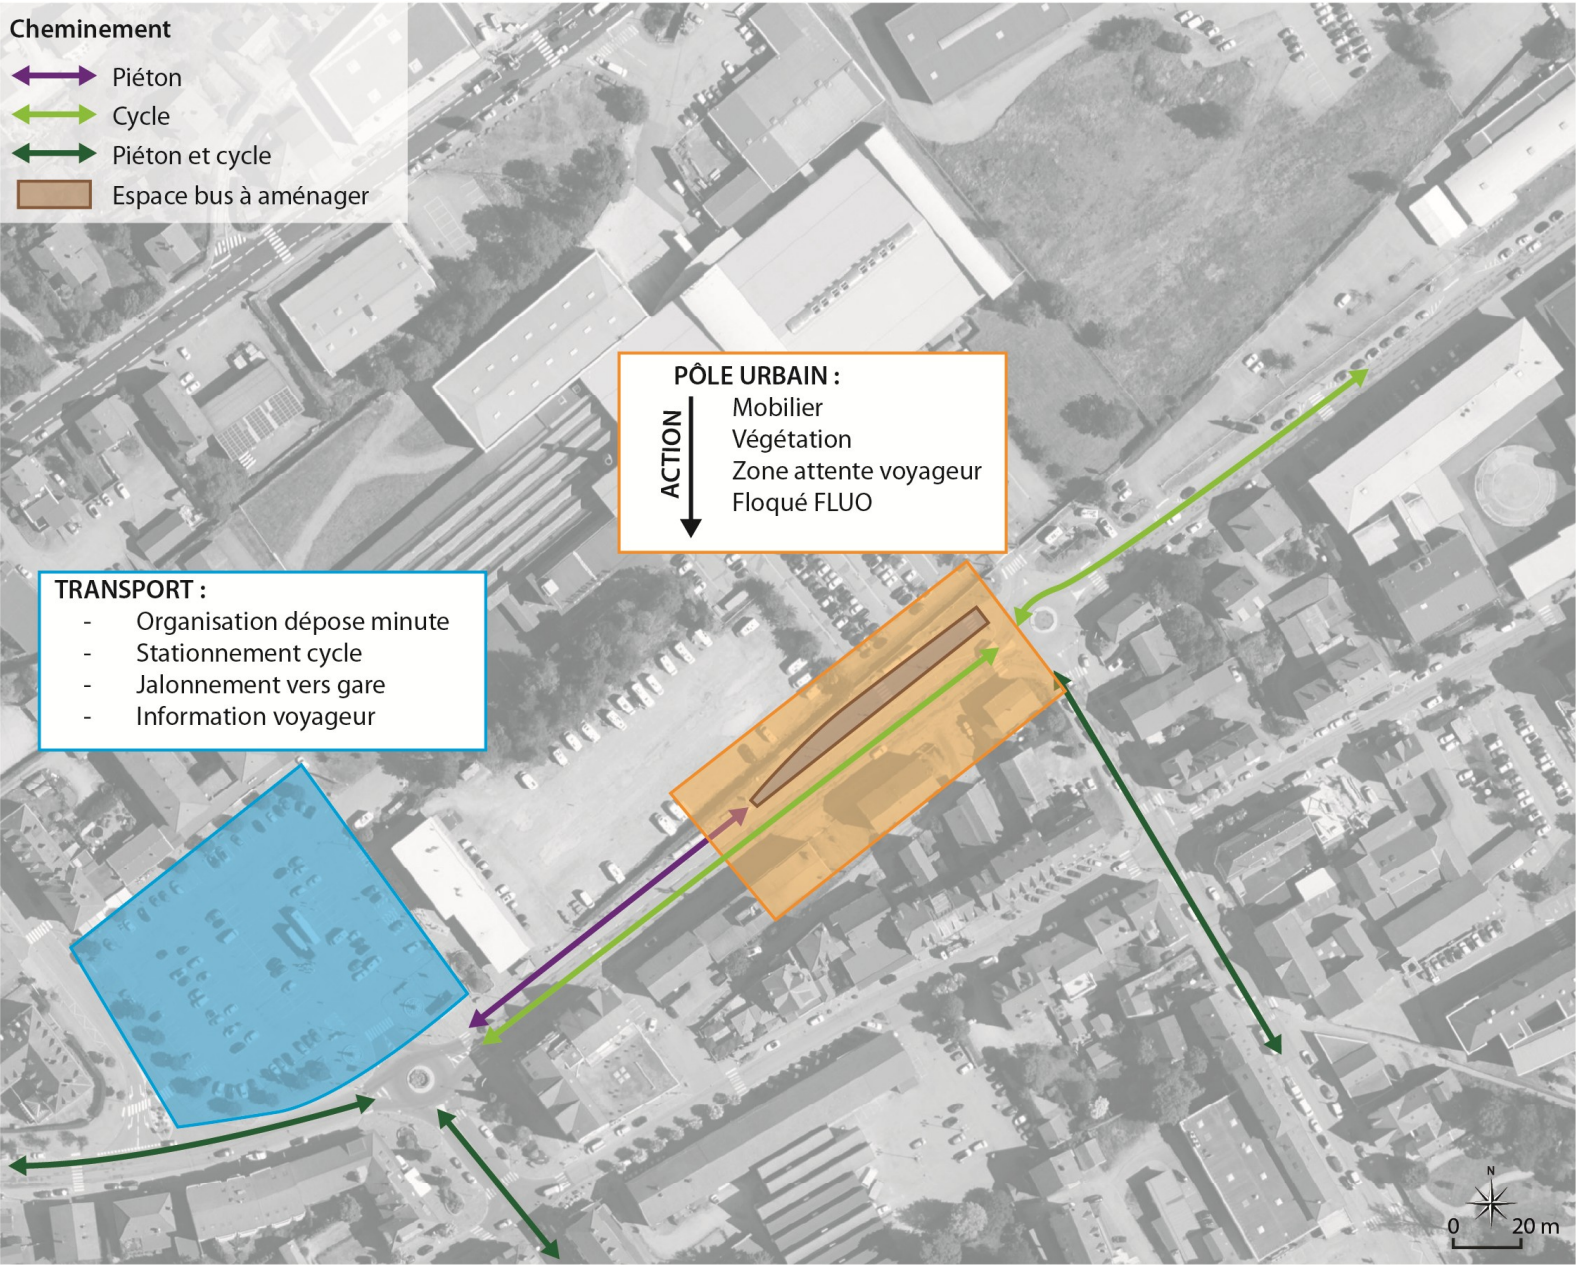 Cheminement
Piéton
Cycle
Piéton et cycle
Espace bus à aménager
PÔLE URBAIN :
ACTION
Mobilier
Végétation
Zone attente voyageur
Floqué FLUO
TRANSPORT :
- Organisation dépose minute
- Stationnement cycle
- Jalonnement vers gare
- Information voyageur
N
0 20 m